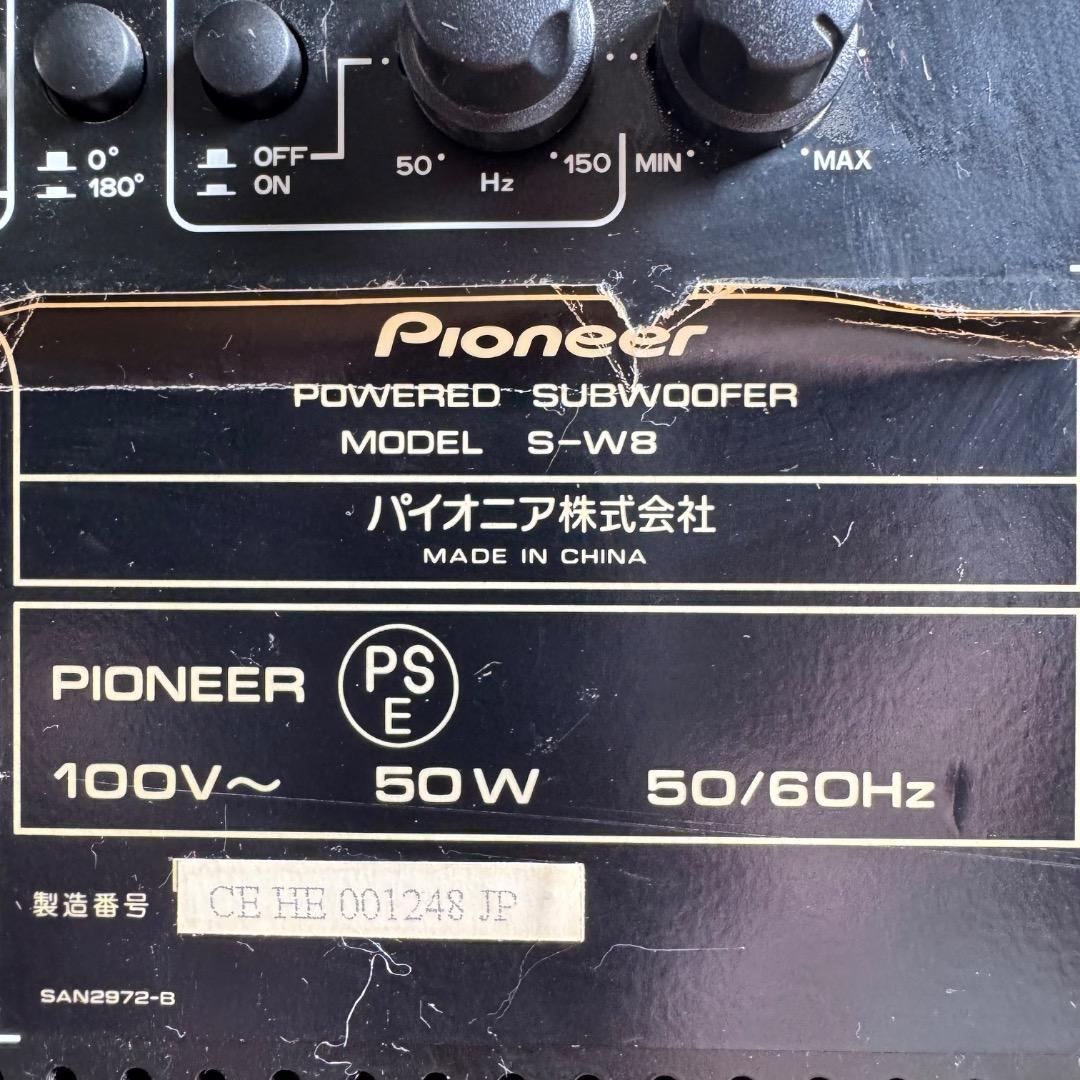 0°
180°
OFF
ON
50
150
Hz
MIN
MAX
Pioneer
POWERED SUBWOOFER
MODEL S-W8
パイオニア株式会社
MADE IN CHINA
PIONEER PSE
100V～ 50W 50/60Hz
製造番号 CE HE 001248 JP
SAN2972-B